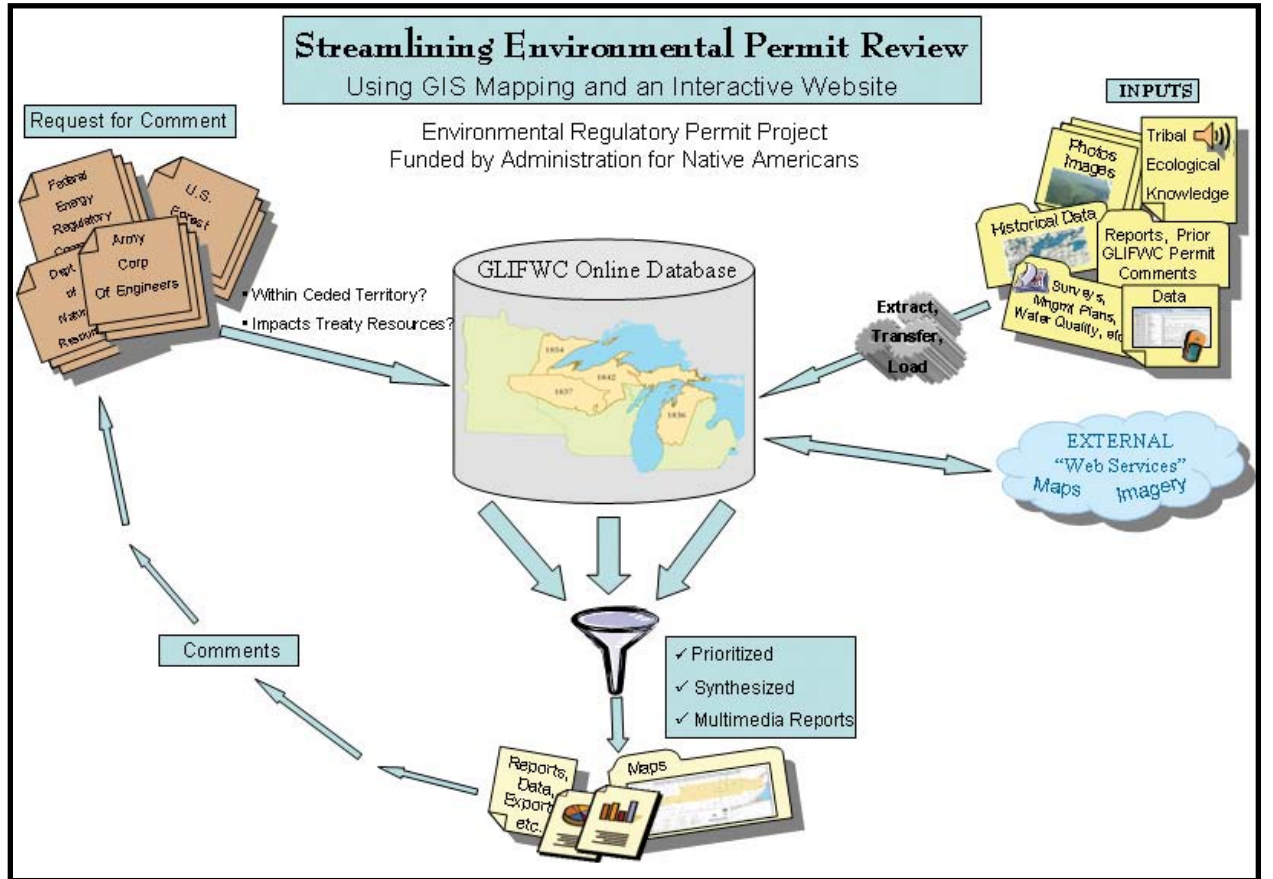 Streamlining Environmental Permit Review
Using GIS Mapping and an Interactive Website
Environmental Regulatory Permit Project
Funded by Administration for Native Americans
Request for Comment
Federal
Energy
Regulatory
U.S.
Forest
Army
Corp
Of Engineers
Dept
of
▪ Within Ceded Territory?
▪ Impacts Treaty Resources?
GLIFWC Online Database
1854
1842
1837
1836
INPUTS
Photos
Images
Tribal
Ecological
Knowledge
Historical Data
Reports, Prior
GLIFWC Permit
Comments
Surveys,
Mngmt Plans,
Water Quality, etc
Data
Extract,
Transfer,
Load
EXTERNAL
"Web Services"
Maps Imagery
✓ Prioritized
✓ Synthesized
✓ Multimedia Reports
Comments
Reports,
Data,
Export
etc.
Maps